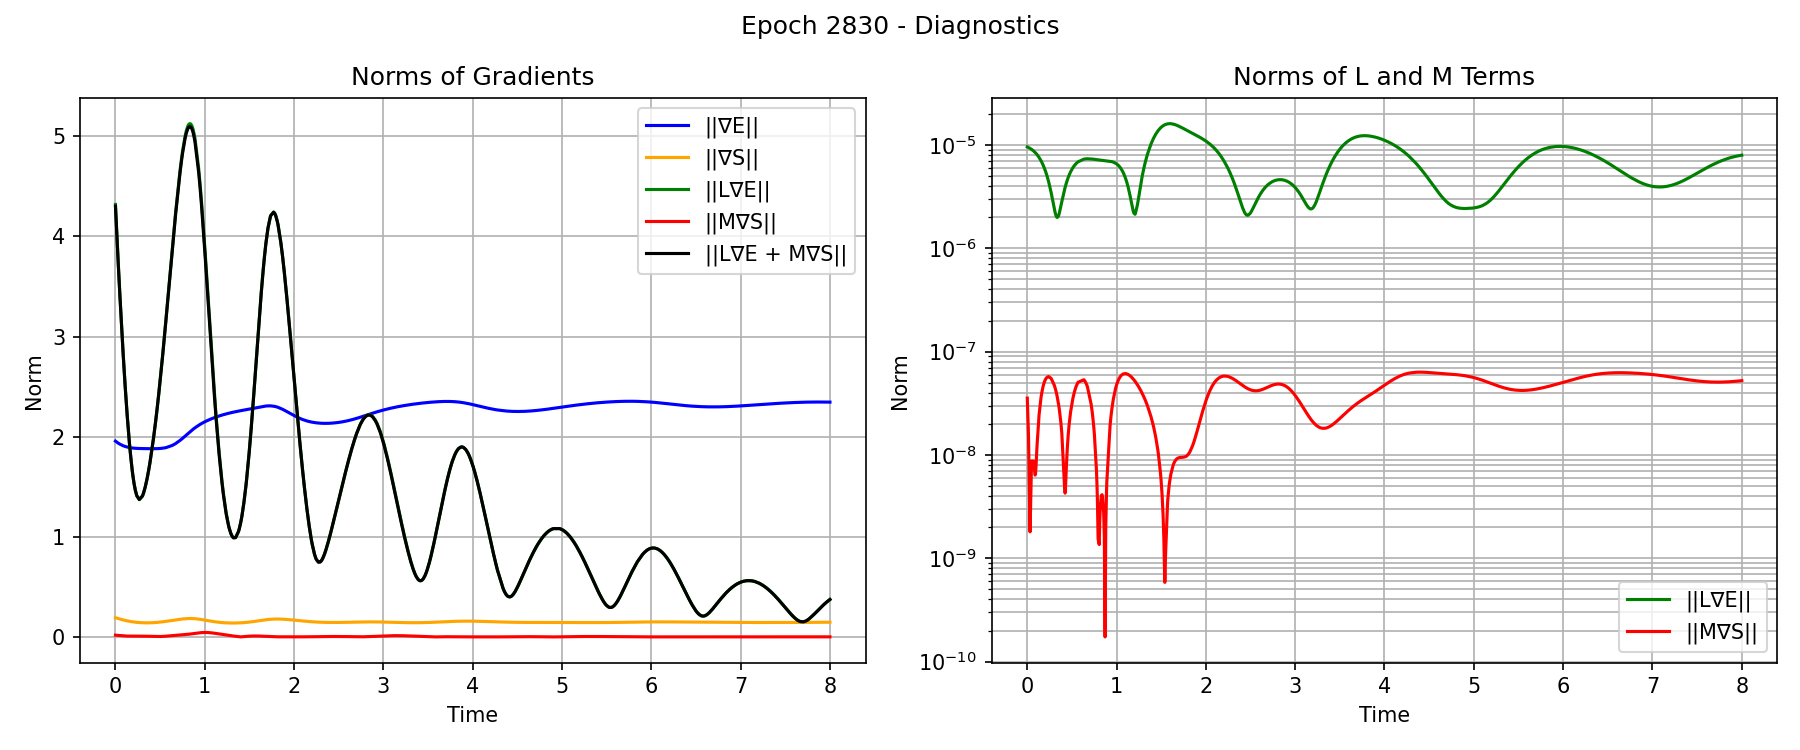 Epoch 2830 - Diagnostics
Norms of Gradients
Norm
5
4
3
2
1
0
0 1 2 3 4 5 6 7 8
Time
||∇E||
||∇S||
||L∇E||
||M∇S||
||L∇E + M∇S||
Norms of L and M Terms
Norm
10⁻⁵
10⁻⁶
10⁻⁷
10⁻⁸
10⁻⁹
10⁻¹⁰
0 1 2 3 4 5 6 7 8
Time
||L∇E||
||M∇S||